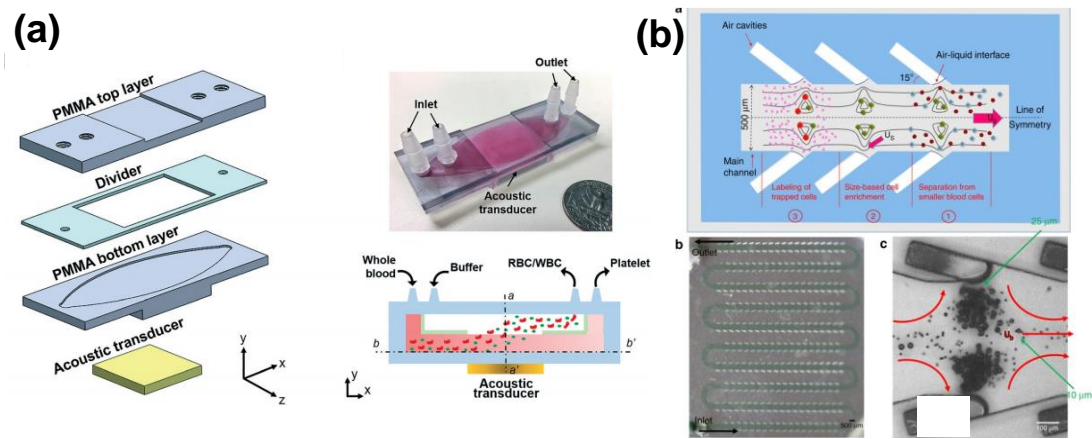 (a)
PMMA top layer
Divider
PMMA bottom layer
Acoustic transducer
y
x
z
Outlet
Inlet
Acoustic
transducer
Whole
blood
Buffer
RBC/WBC
Platelet
a
b
b'
a'
Acoustic
transducer
y
x
(b)
a
Air cavities
Air-liquid interface
15°
500 μm
Line of
Symmetry
Main
channel
Labeling of
trapped cells
Size-based cell
enrichment
Separation from
smaller blood cells
3
2
1
b
Outlet
Inlet
500 μm
c
25 μm
10 μm
100 μm